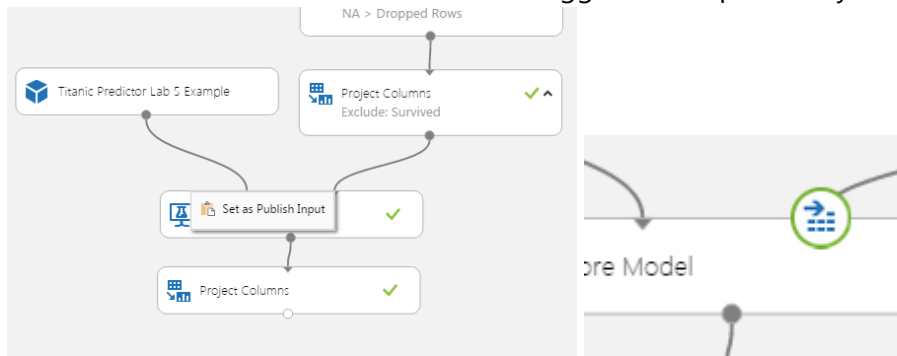 NA > Dropped Rows
Titanic Predictor Lab 5 Example
Project Columns
Exclude: Survived
Set as Publish Input
Project Columns
ore Model